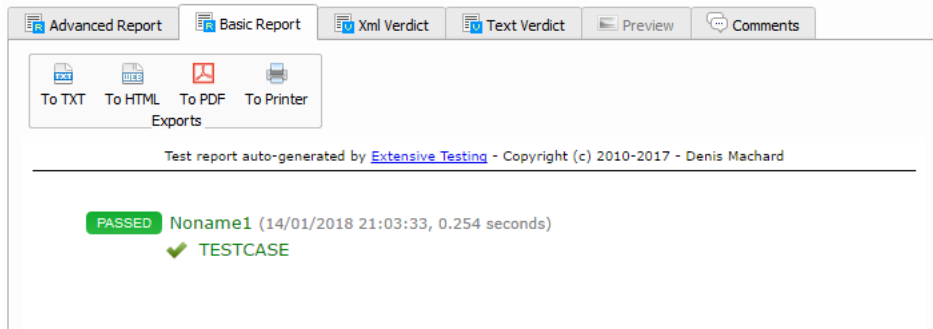 Advanced Report Basic Report Xml Verdict Text Verdict Preview Comments
TXT WEB
To TXT To HTML To PDF To Printer
Exports
Test report auto-generated by Extensive Testing - Copyright (c) 2010-2017 - Denis Machard
PASSED Noname1 (14/01/2018 21:03:33, 0.254 seconds)
TESTCASE